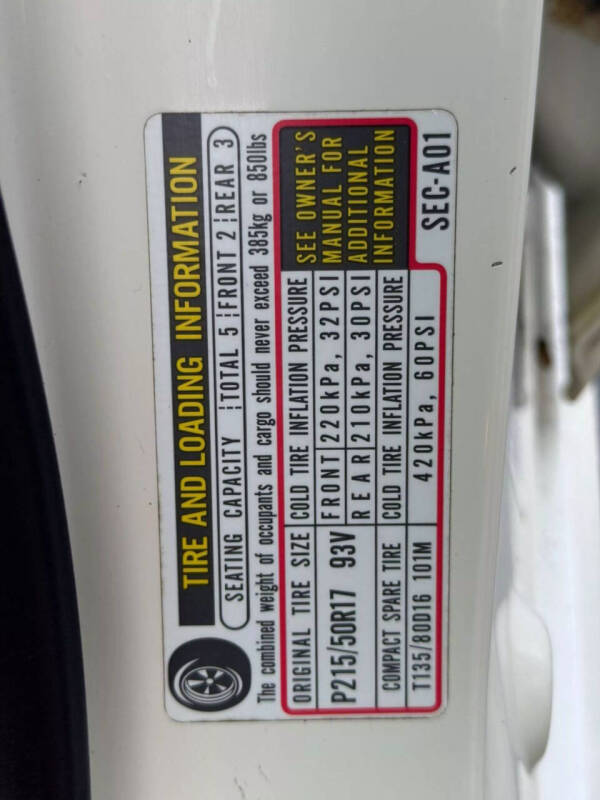 TIRE AND LOADING INFORMATION
SEATING CAPACITY TOTAL 5 FRONT 2 REAR 3
The combined weight of occupants and cargo should never exceed 385kg or 850lbs
ORIGINAL TIRE SIZE COLD TIRE INFLATION PRESSURE
P215/50R17 93V
FRONT 220kPa, 32PSI
REAR 210kPa, 30PSI
SEE OWNER'S
MANUAL FOR
ADDITIONAL
INFORMATION
COMPACT SPARE TIRE COLD TIRE INFLATION PRESSURE
T135/80D16 101M 420kPa, 60PSI
SEC-A01